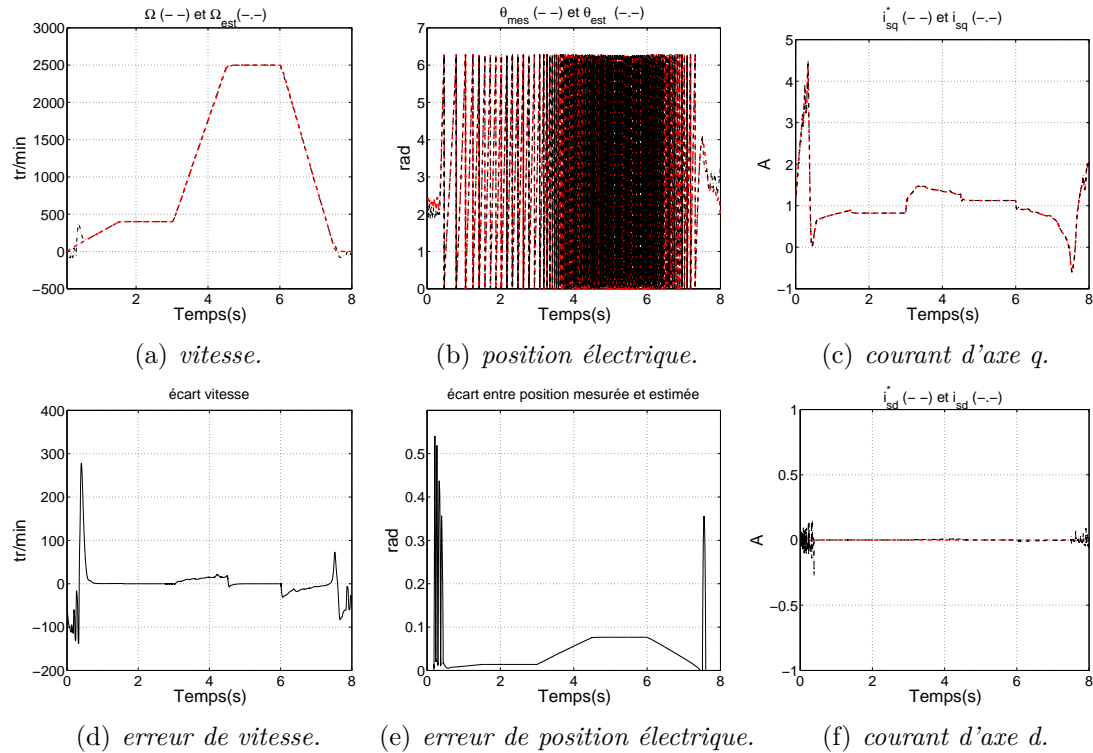 Ω (− −) et Ω_est (−.−)
3000
2500
2000
1500
1000
500
0
−500
tr/min
0 2 4 6 8
Temps(s)
(a) vitesse.
θ_mes (− −) et θ_est (−.−)
7
6
5
4
3
2
1
0
rad
0 2 4 6 8
Temps(s)
(b) position électrique.
i*_sq (− −) et i_sq (−.−)
5
4
3
2
1
0
−1
A
0 2 4 6 8
Temps(s)
(c) courant d'axe q.
écart vitesse
400
300
200
100
0
−100
−200
tr/min
0 2 4 6 8
Temps(s)
(d) erreur de vitesse.
écart entre position mesurée et estimée
0.6
0.5
0.4
0.3
0.2
0.1
0
rad
0 2 4 6 8
Temps(s)
(e) erreur de position électrique.
i*_sd (− −) et i_sd (−.−)
1
0.5
0
−0.5
−1
A
0 2 4 6 8
Temps(s)
(f) courant d'axe d.